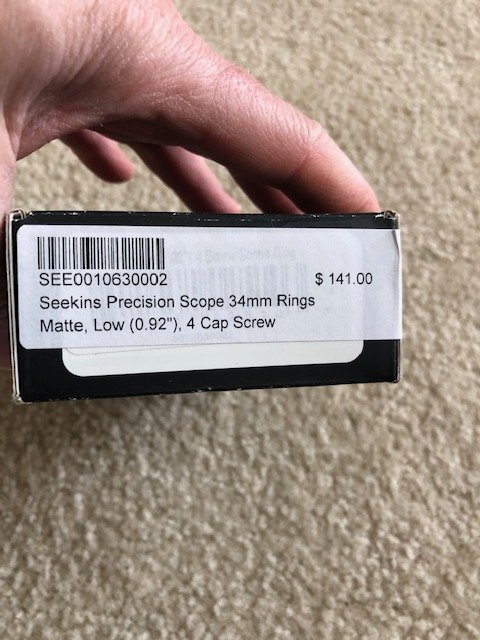 SEE0010630002
$ 141.00
Seekins Precision Scope 34mm Rings
Matte, Low (0.92"), 4 Cap Screw